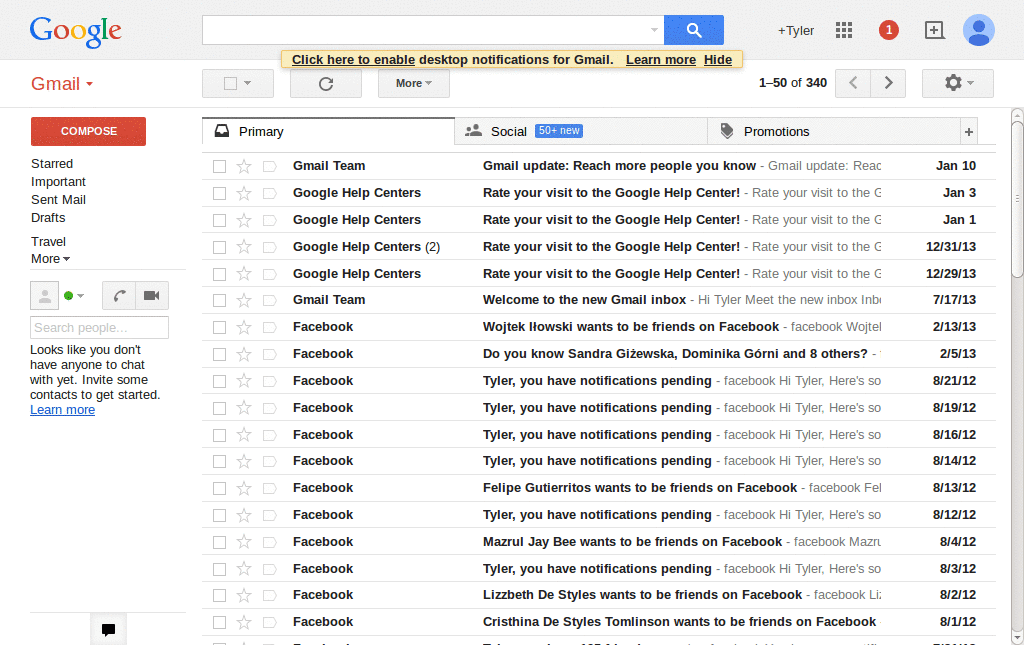 Google
+Tyler
1
Click here to enable desktop notifications for Gmail. Learn more Hide
Gmail
More
1–50 of 340
COMPOSE
Starred
Important
Sent Mail
Drafts
Travel
More
Search people...
Looks like you don't
have anyone to chat
with yet. Invite some
contacts to get started.
Learn more
Primary
Social 50+ new
Promotions
+
Gmail Team Gmail update: Reach more people you know - Gmail update: Reac Jan 10
Google Help Centers Rate your visit to the Google Help Center! - Rate your visit to the G Jan 3
Google Help Centers Rate your visit to the Google Help Center! - Rate your visit to the G Jan 1
Google Help Centers (2) Rate your visit to the Google Help Center! - Rate your visit to the G 12/31/13
Google Help Centers Rate your visit to the Google Help Center! - Rate your visit to the G 12/29/13
Gmail Team Welcome to the new Gmail inbox - Hi Tyler Meet the new inbox Inbo 7/17/13
Facebook Wojtek Iłowski wants to be friends on Facebook - facebook Wojtek 2/13/13
Facebook Do you know Sandra Giżewska, Dominika Górni and 8 others? - 2/5/13
Facebook Tyler, you have notifications pending - facebook Hi Tyler, Here's so 8/21/12
Facebook Tyler, you have notifications pending - facebook Hi Tyler, Here's so 8/19/12
Facebook Tyler, you have notifications pending - facebook Hi Tyler, Here's so 8/16/12
Facebook Tyler, you have notifications pending - facebook Hi Tyler, Here's so 8/14/12
Facebook Felipe Gutierritos wants to be friends on Facebook - facebook Fel 8/13/12
Facebook Tyler, you have notifications pending - facebook Hi Tyler, Here's so 8/12/12
Facebook Mazrul Jay Bee wants to be friends on Facebook - facebook Mazru 8/4/12
Facebook Tyler, you have notifications pending - facebook Hi Tyler, Here's so 8/3/12
Facebook Lizzbeth De Styles wants to be friends on Facebook - facebook Liz 8/2/12
Facebook Cristhina De Styles Tomlinson wants to be friends on Facebook - 8/1/12